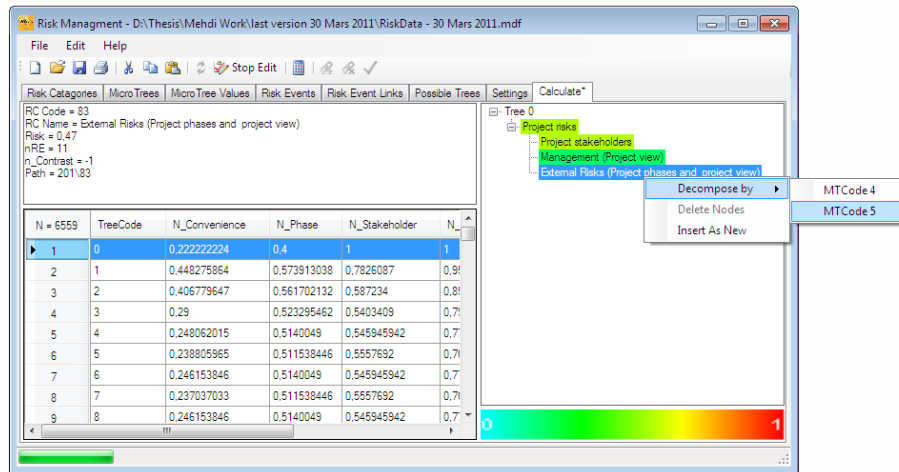 Risk Managment - D:\Thesis\Mehdi Work\last version 30 Mars 2011\RiskData - 30 Mars 2011.mdf
File Edit Help
Stop Edit
Risk Catagories MicroTrees MicroTree Values Risk Events Risk Event Links Possible Trees Settings Calculate*
RC Code = 83
RC Name = External Risks (Project phases and project view)
Risk = 0,47
nRE = 11
n_Contrast = -1
Path = 201\83
Tree 0
Project risks
Project stakeholders
Management (Project view)
External Risks (Project phases and project view)
Decompose by
Delete Nodes
Insert As New
MTCode 4
MTCode 5
N = 6559 TreeCode N_Convenience N_Phase N_Stakeholder N_
1 0 0,222222224 0,4 1 1
2 1 0,448275864 0,573913038 0,7826087
3 2 0,406779647 0,561702132 0,587234
4 3 0,29 0,523295462 0,5403409
5 4 0,248062015 0,5140049 0,545945942
6 5 0,238805965 0,511538446 0,5557692
7 6 0,246153846 0,5140049 0,545945942
8 7 0,237037033 0,511538446 0,5557692
9 8 0,246153846 0,5140049 0,545945942
0 1